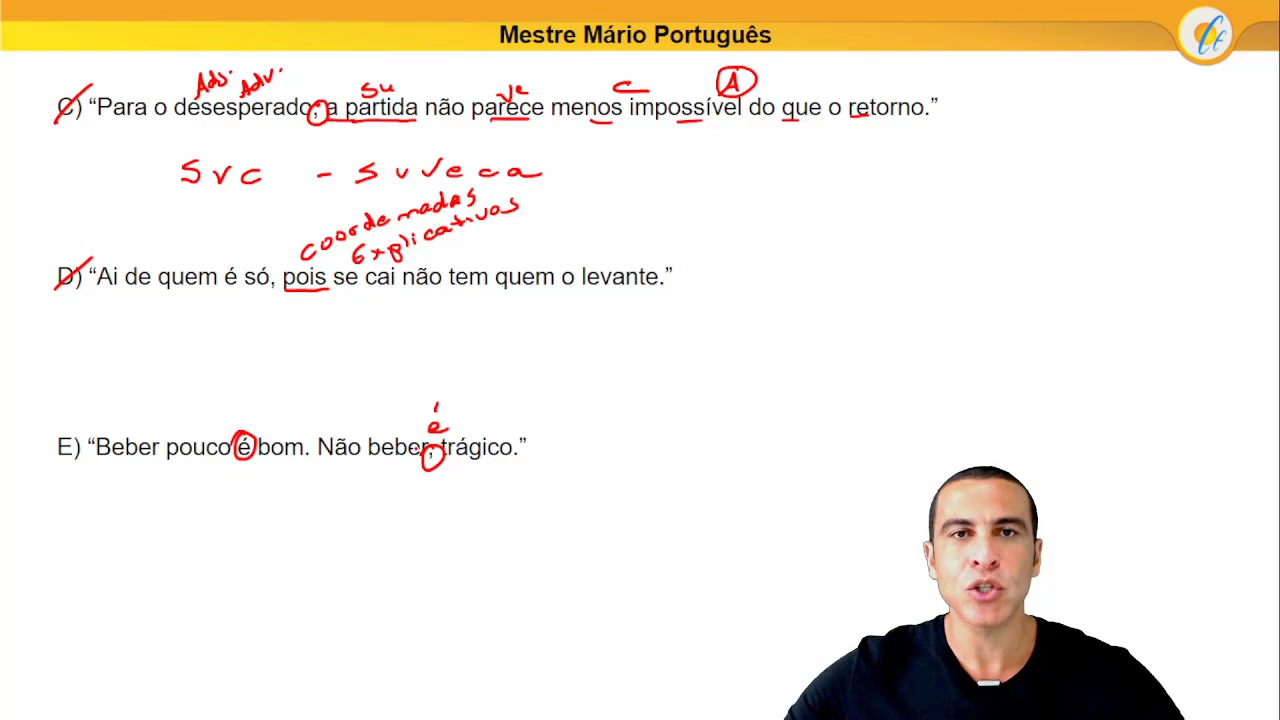 Mestre Mário Português
Adj. Adv.
su ve c A
C) “Para o desesperado, a partida não parece menos impossível do que o retorno.”
SVC - Suveca
coordenadas
Explicativos
D) “Ai de quem é só, pois se cai não tem quem o levante.”
é
E) “Beber pouco é bom. Não beber, trágico.”